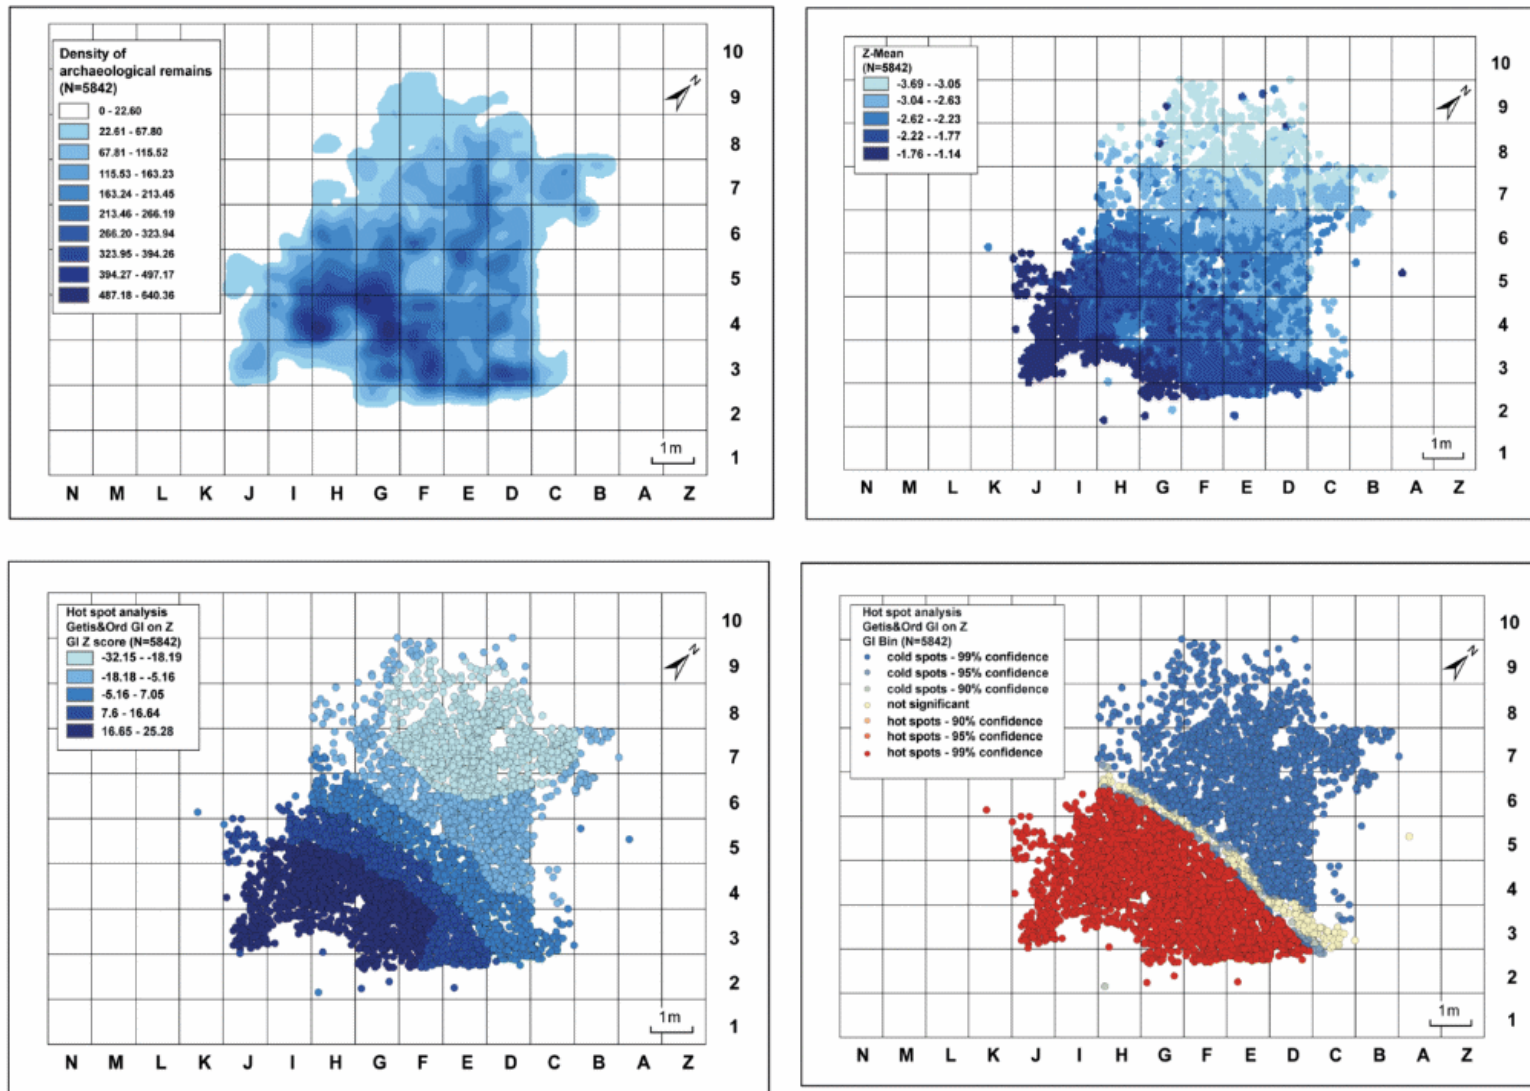 Density of
archaeological remains
(N=5842)
0 - 22.60
22.61 - 67.80
67.81 - 115.52
115.53 - 163.23
163.24 - 213.45
213.46 - 266.19
266.20 - 323.94
323.95 - 394.26
394.27 - 497.17
487.18 - 640.36
N
10
9
8
7
6
5
4
3
2
1
1m
N M L K J I H G F E D C B A Z
Z-Mean
(N=5842)
-3.69 - -3.05
-3.04 - -2.63
-2.62 - -2.23
-2.22 - -1.77
-1.76 - -1.14
N
10
9
8
7
6
5
4
3
2
1
1m
N M L K J I H G F E D C B A Z
Hot spot analysis
Getis&Ord GI on Z
GI Z score (N=5842)
-32.15 - -18.19
-18.18 - -5.16
-5.16 - 7.05
7.6 - 16.64
16.65 - 25.28
N
10
9
8
7
6
5
4
3
2
1
1m
N M L K J I H G F E D C B A Z
Hot spot analysis
Getis&Ord GI on Z
GI Bin (N=5842)
cold spots - 99% confidence
cold spots - 95% confidence
cold spots - 90% confidence
not significant
hot spots - 90% confidence
hot spots - 95% confidence
hot spots - 99% confidence
N
10
9
8
7
6
5
4
3
2
1
1m
N M L K J I H G F E D C B A Z